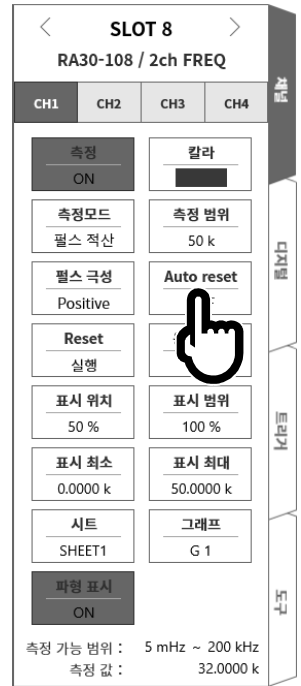 SLOT 8
RA30-108 / 2ch FREQ
CH1 CH2 CH3 CH4
측정 칼라
ON
측정모드 측정 범위
펄스 적산 50 k
펄스 극성 Auto reset
Positive
Reset
실행
표시 위치 표시 범위
50 % 100 %
표시 최소 표시 최대
0.0000 k 50.0000 k
시트 그래프
SHEET1 G 1
파형 표시
ON
측정 가능 범위 : 5 mHz ~ 200 kHz
측정 값 : 32.0000 k
채널
디지털
트리거
도구